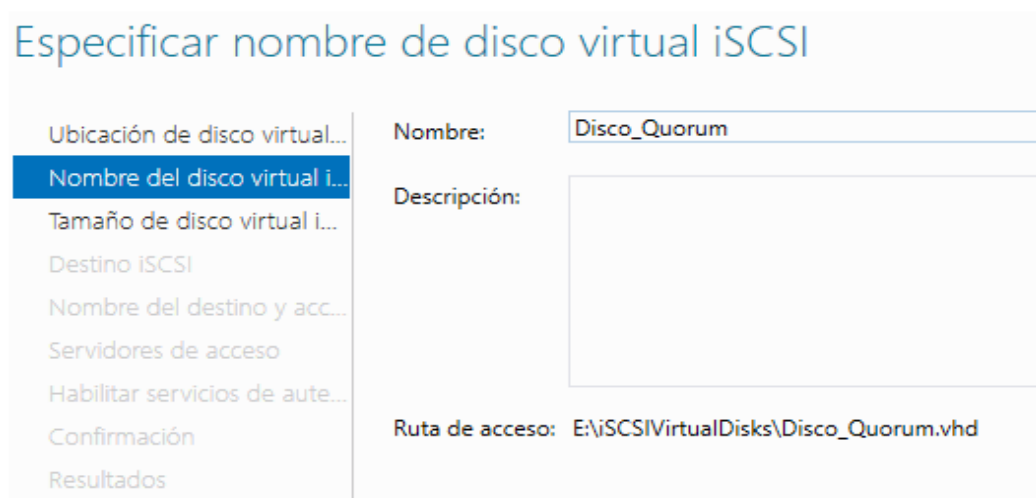 Especificar nombre de disco virtual iSCSI
Ubicación de disco virtual...
Nombre del disco virtual i...
Tamaño de disco virtual i...
Destino iSCSI
Nombre del destino y acc...
Servidores de acceso
Habilitar servicios de aute...
Confirmación
Resultados
Nombre: Disco_Quorum
Descripción:
Ruta de acceso: E:\iSCSIVirtualDisks\Disco_Quorum.vhd